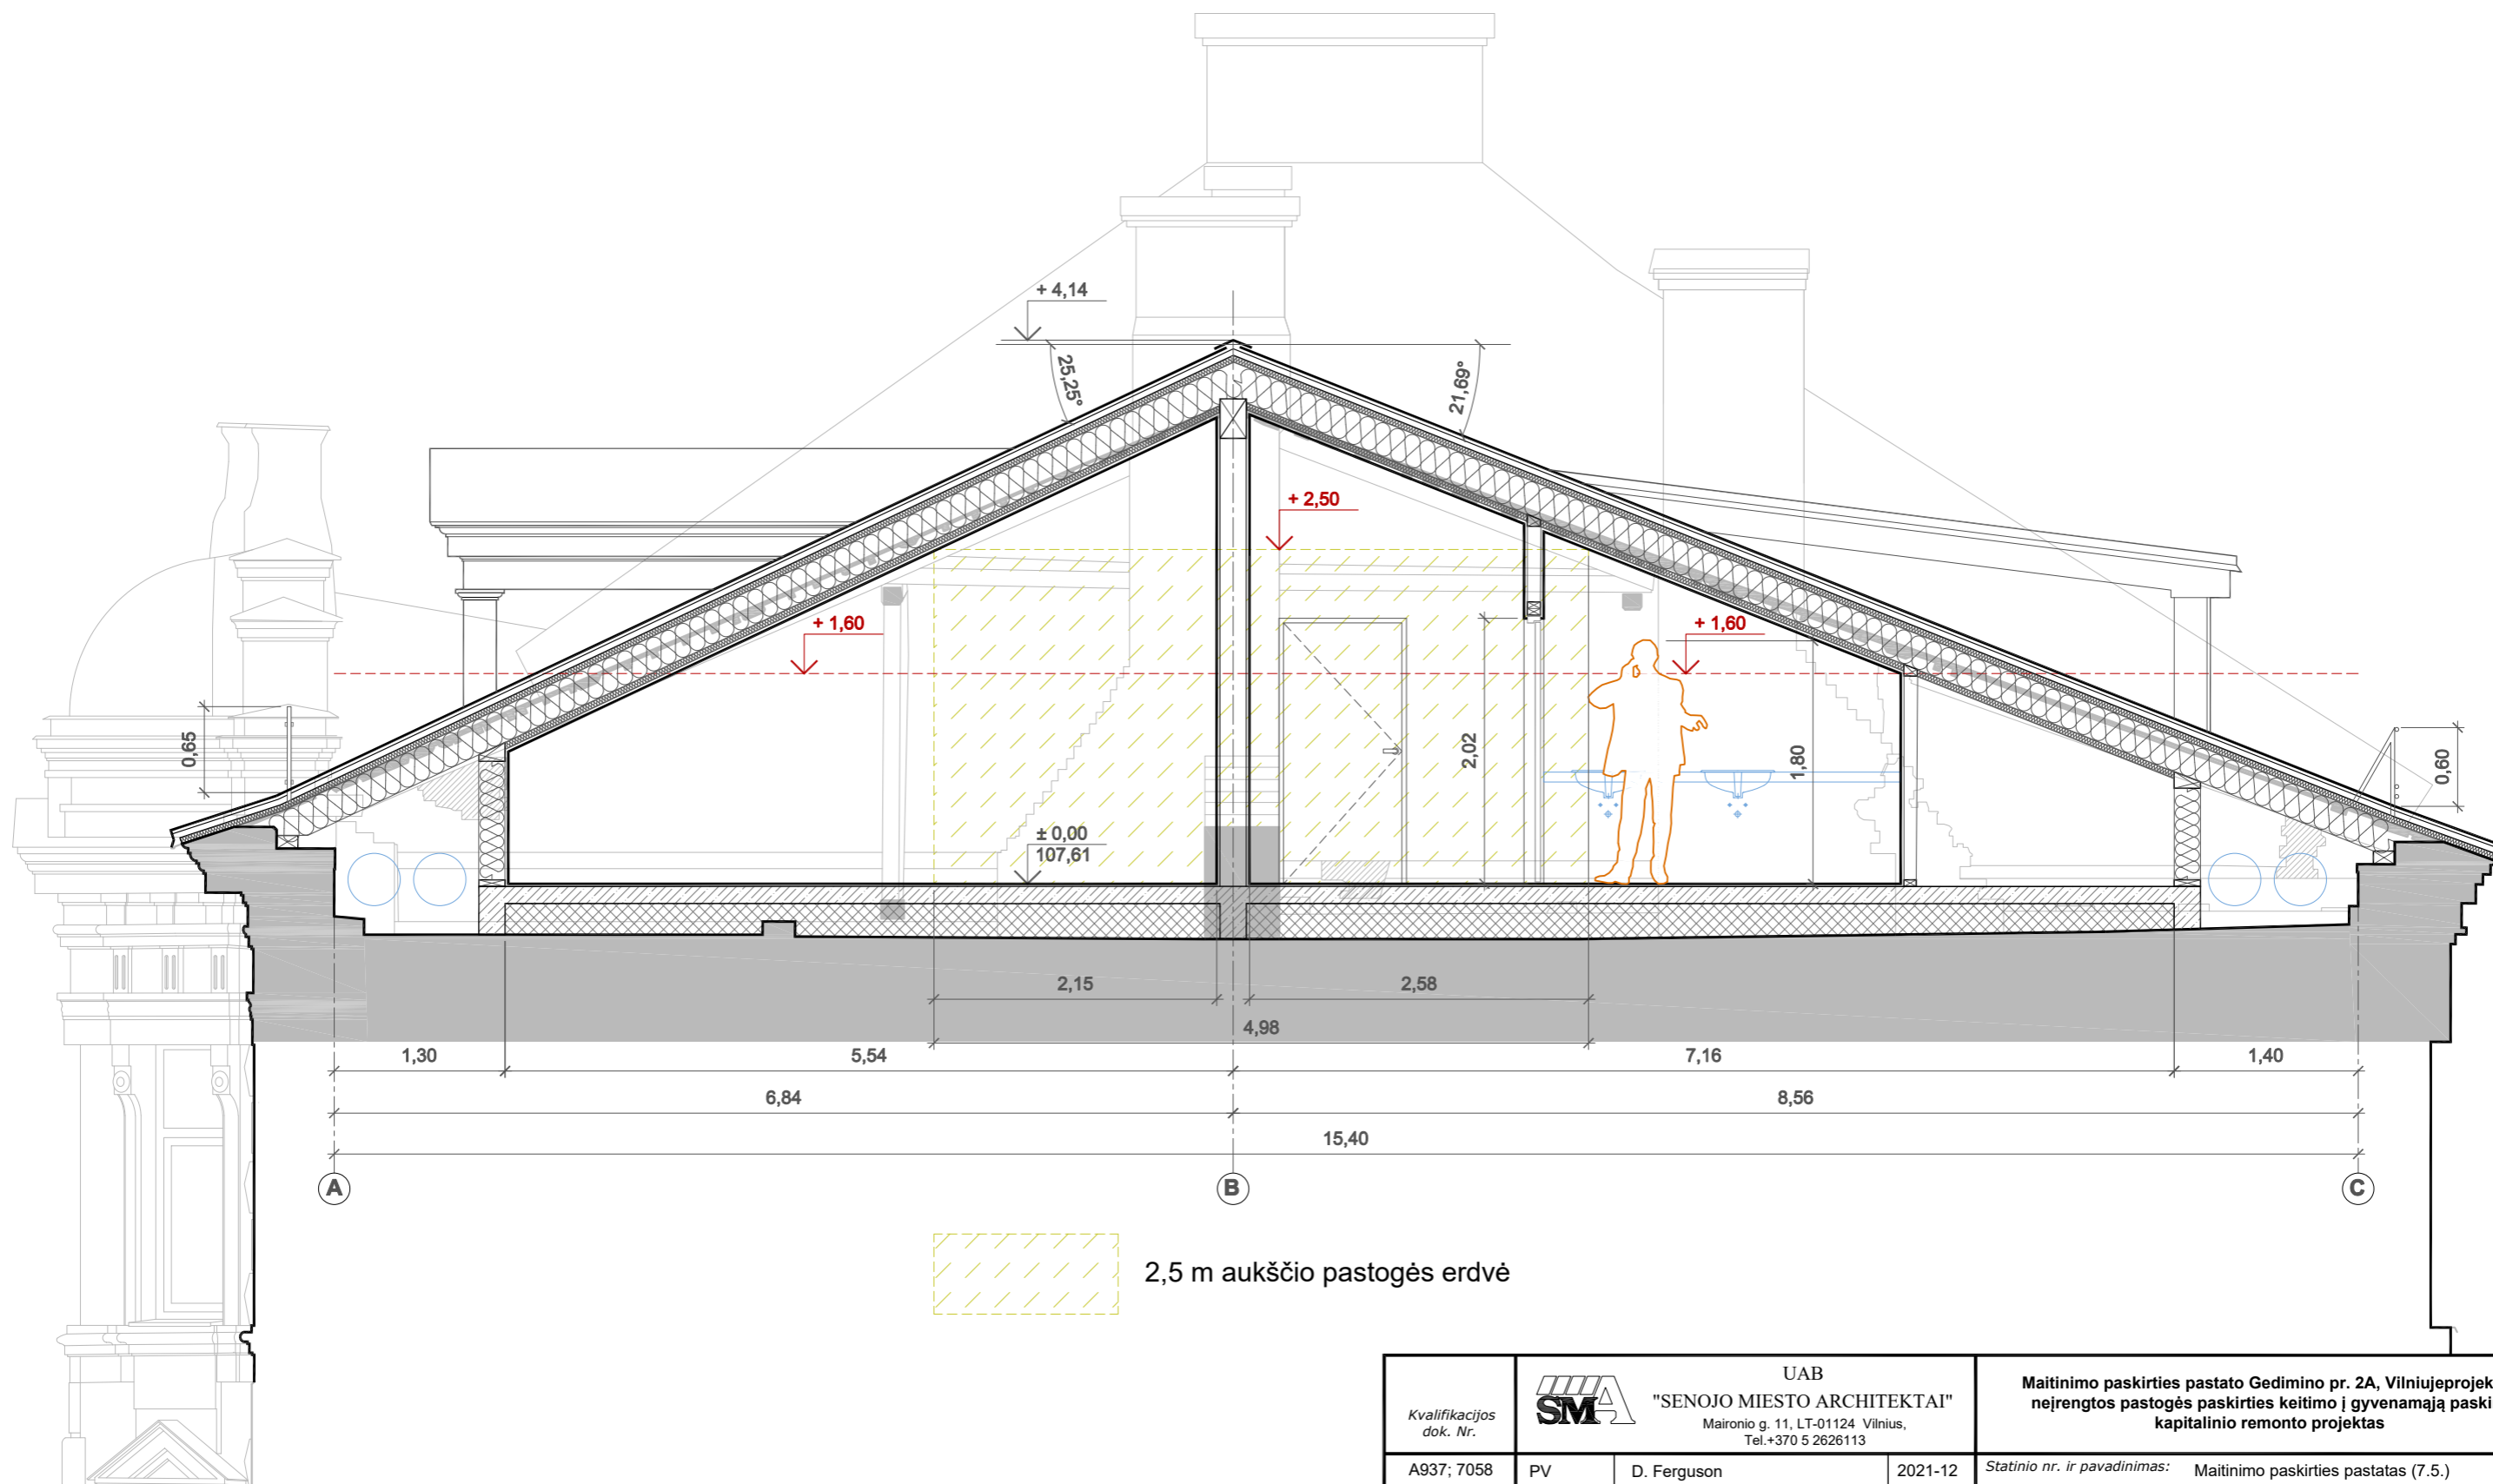 + 4,14
25,25°
21,69°
+ 2,50
+ 1,60
+ 1,60
0,65
2,02
1,80
0,60
± 0,00
107,61
2,15
2,58
4,98
1,30
5,54
7,16
1,40
6,84
8,56
15,40
A
B
C
2,5 m aukščio pastogės erdvė
Kvalifikacijos
dok. Nr.
SMA
UAB
"SENOJO MIESTO ARCHITEKTAI"
Maironio g. 11, LT-01124 Vilnius,
Tel.+370 5 2626113
Maitinimo paskirties pastato Gedimino pr. 2A, Vilniujeprojek
neįrengtos pastogės paskirties keitimo į gyvenamąją paski
kapitalinio remonto projektas
A937; 7058
PV
D. Ferguson
2021-12
Statinio nr. ir pavadinimas:
Maitinimo paskirties pastatas (7.5.)